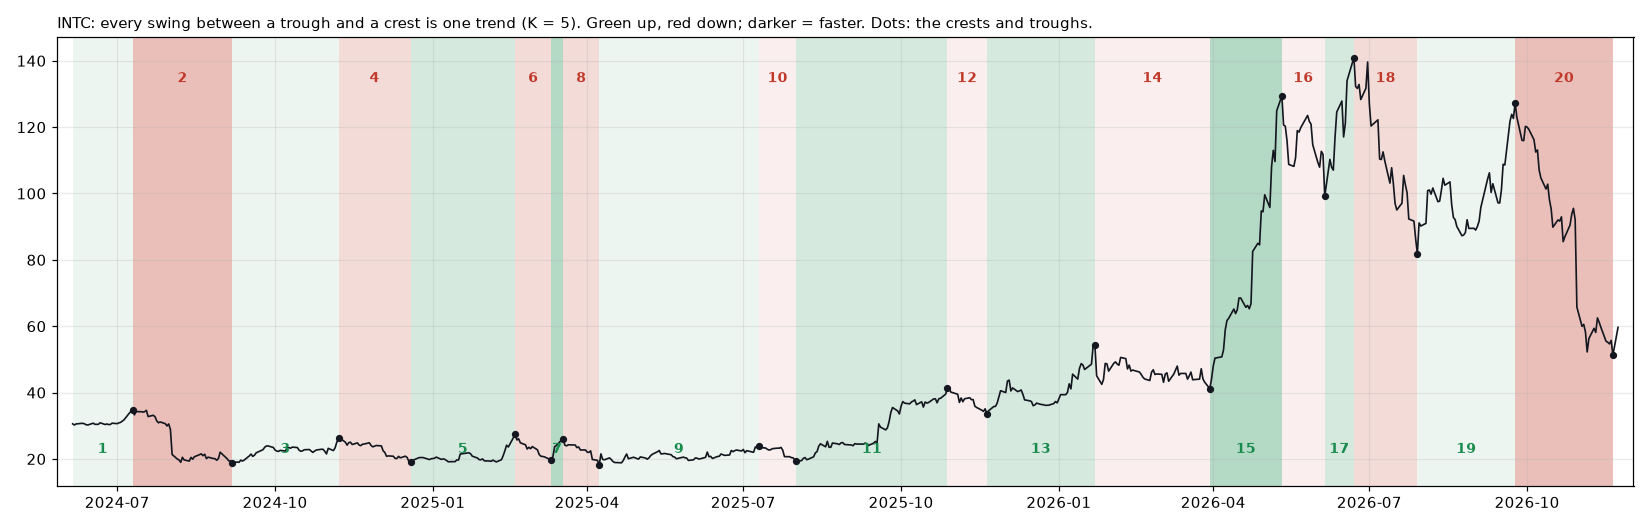 INTC: every swing between a trough and a crest is one trend (K = 5). Green up, red down; darker = faster. Dots: the crests and troughs.
140
120
100
80
60
40
20
2 4 6 8 10 12 14 16 18 20
1 3 5 7 9 11 13 15 17 19
2024-07 2024-10 2025-01 2025-04 2025-07 2025-10 2026-01 2026-04 2026-07 2026-10